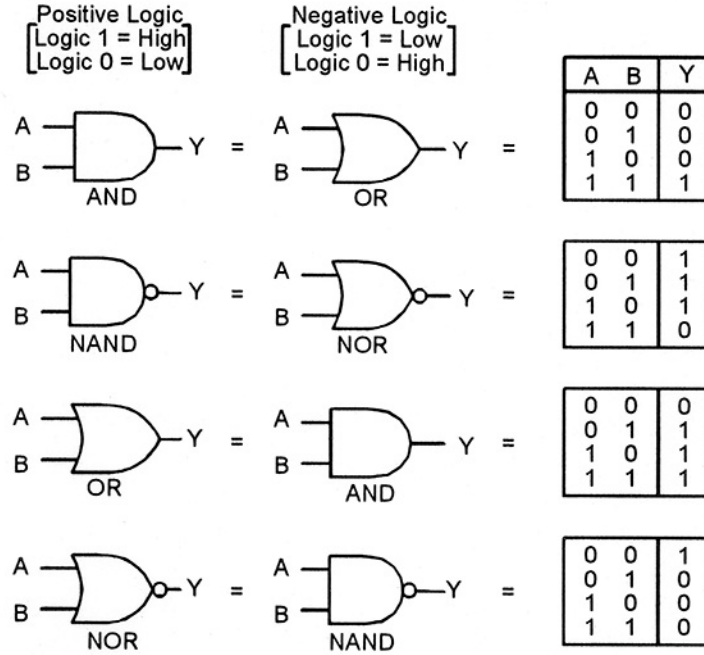 Positive Logic
[Logic 1 = High]
[Logic 0 = Low]
Negative Logic
[Logic 1 = Low]
[Logic 0 = High]
A B Y
A
B
Y =
AND
A
B
Y =
OR
0 0 0
0 1 0
1 0 0
1 1 1
A
B
Y =
NAND
A
B
Y =
NOR
0 0 1
0 1 1
1 0 1
1 1 0
A
B
Y =
OR
A
B
Y =
AND
0 0 0
0 1 1
1 0 1
1 1 1
A
B
Y =
NOR
A
B
Y =
NAND
0 0 1
0 1 0
1 0 0
1 1 0